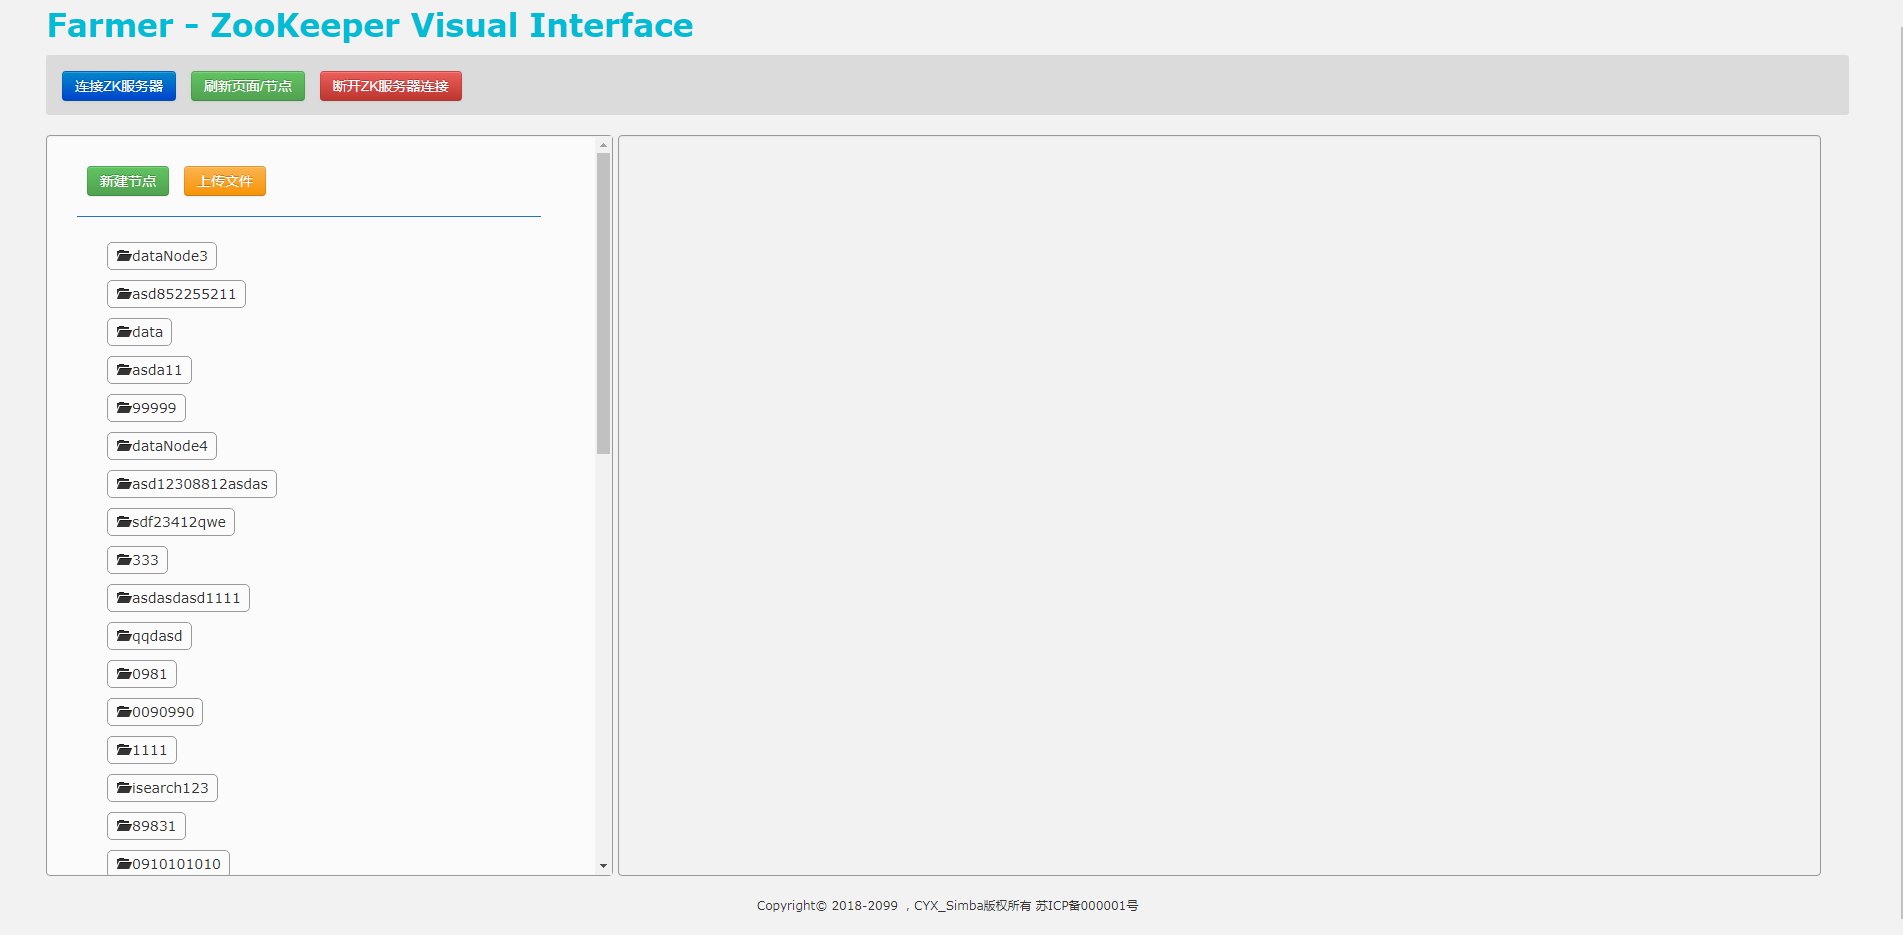 Farmer - ZooKeeper Visual Interface
连接ZK服务器 刷新页面/节点 断开ZK服务器连接
新建节点 上传文件
dataNode3
asd852255211
data
asda11
99999
dataNode4
asd12308812asdas
sdf23412qwe
333
asdasdasd1111
qqdasd
0981
0090990
1111
isearch123
89831
0910101010
Copyright© 2018-2099 ，CYX_Simba版权所有 苏ICP备000001号